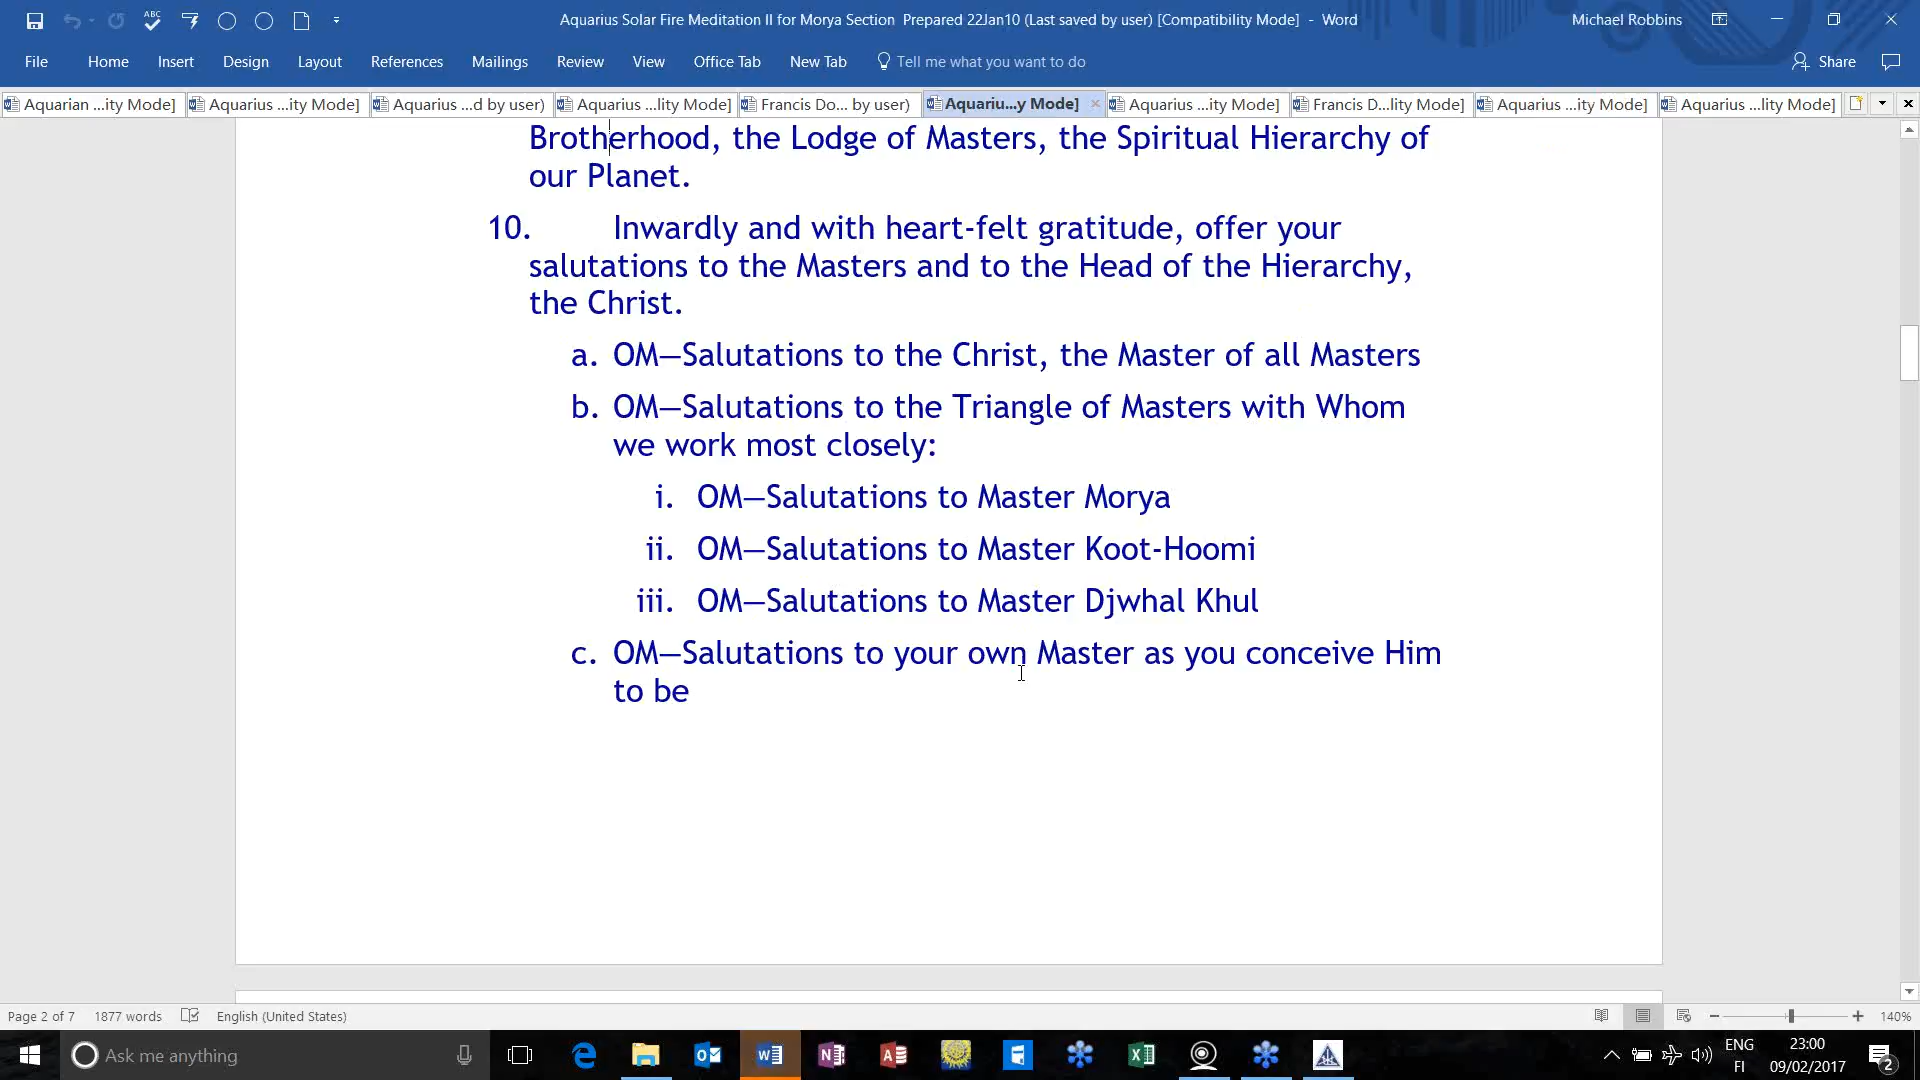 Aquarius Solar Fire Meditation II for Morya Section  Prepared 22Jan10 (Last saved by user) [Compatibility Mode]  -  Word
Michael Robbins
ABC
File Home Insert Design Layout References Mailings Review View Office Tab New Tab Tell me what you want to do Share
Aquarian ...ity Mode] Aquarius ...ity Mode] Aquarius ...d by user) Aquarius ...lity Mode] Francis Do... by user) Aquariu...y Mode] Aquarius ...ity Mode] Francis D...lity Mode] Aquarius ...ity Mode] Aquarius ...lity Mode]
Brotherhood, the Lodge of Masters, the Spiritual Hierarchy of
our Planet.
10. Inwardly and with heart-felt gratitude, offer your
salutations to the Masters and to the Head of the Hierarchy,
the Christ.
a. OM—Salutations to the Christ, the Master of all Masters
b. OM—Salutations to the Triangle of Masters with Whom
we work most closely:
i. OM—Salutations to Master Morya
ii. OM—Salutations to Master Koot-Hoomi
iii. OM—Salutations to Master Djwhal Khul
c. OM—Salutations to your own Master as you conceive Him
to be
Page 2 of 7 1877 words English (United States) 140%
Ask me anything
ENG 23:00
FI 09/02/2017 2